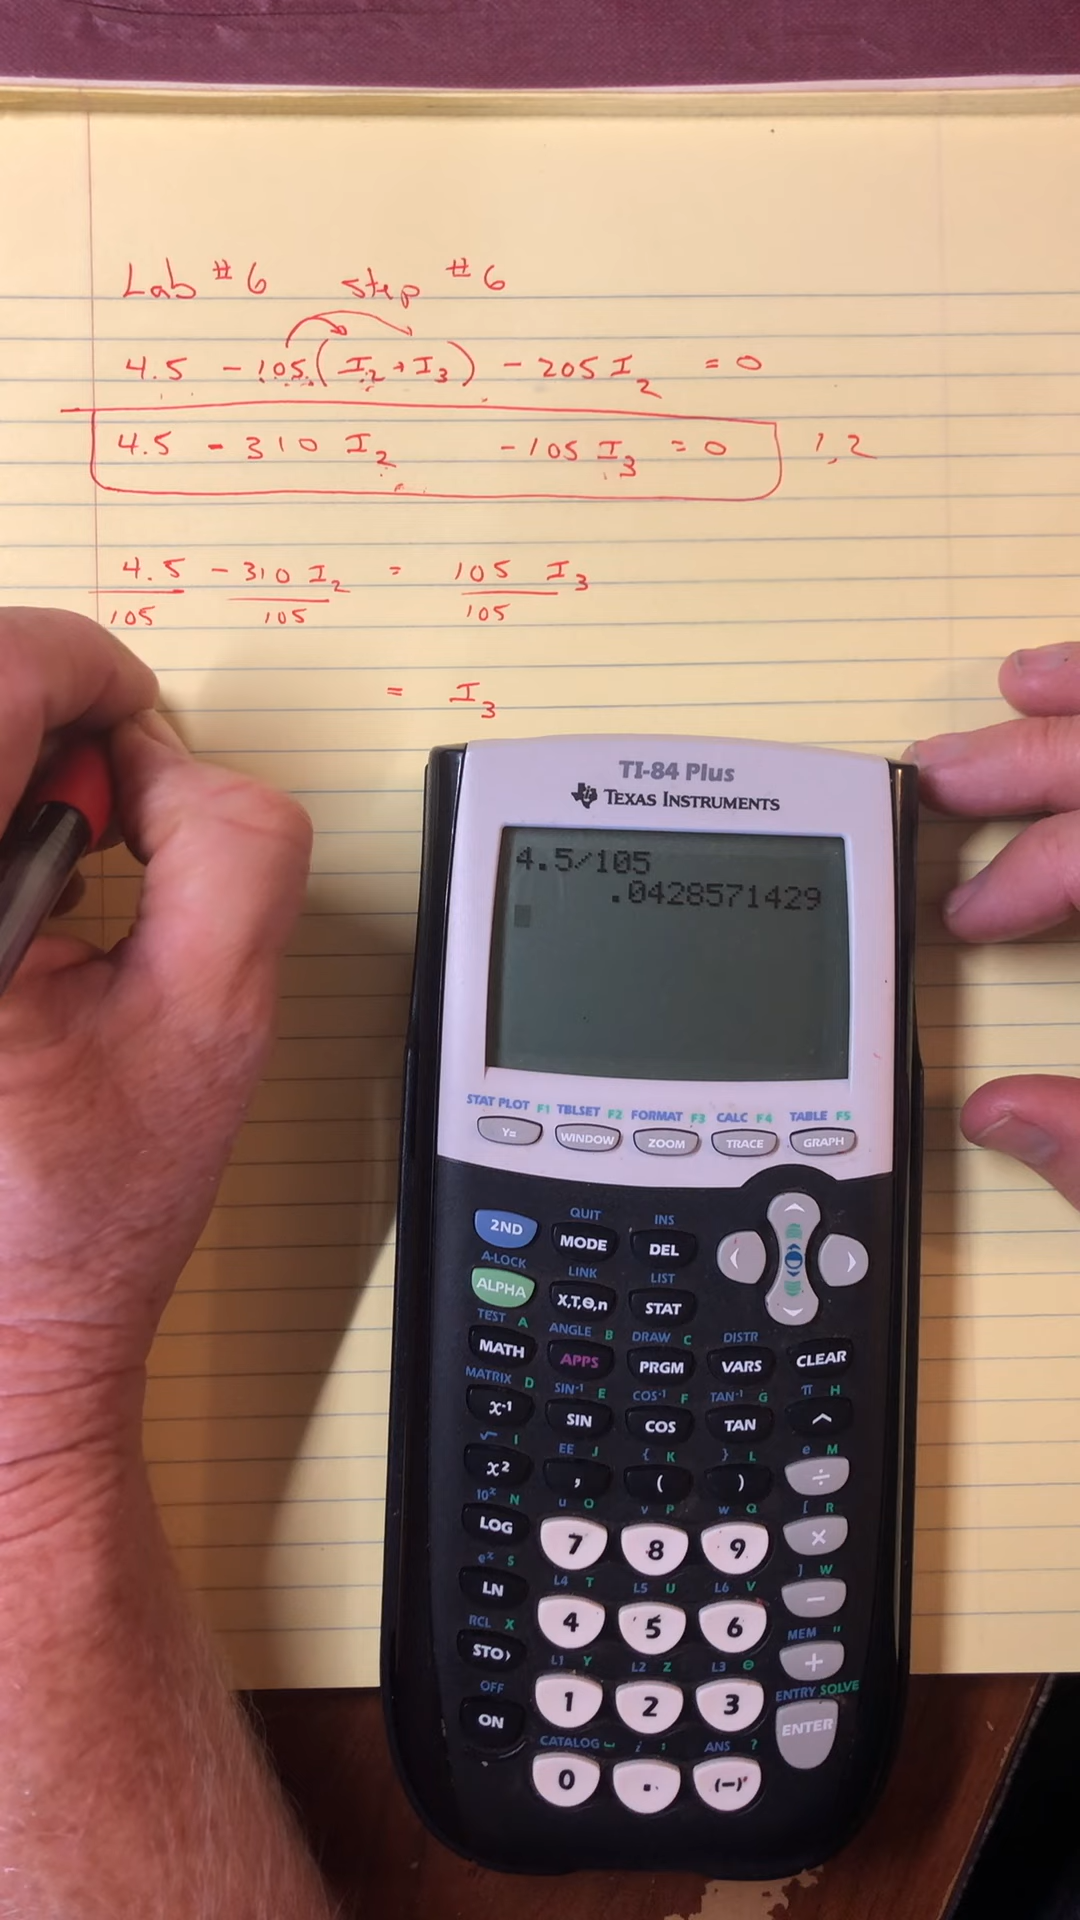 Lab #6 step #6
4.5 - 105 (I₂ + I₃) - 205 I₂ = 0
4.5 - 310 I₂ - 105 I₃ = 0 1,2
4.5 - 310 I₂ = 105 I₃
105 105 105
= I₃
TI-84 Plus
TEXAS INSTRUMENTS
4.5/105
.0428571429
STAT PLOT F1 TBLSET F2 FORMAT F3 CALC F4 TABLE F5
Y= WINDOW ZOOM TRACE GRAPH
QUIT INS
2ND MODE DEL
A-LOCK LINK LIST
ALPHA X,T,Θ,n STAT
TEST A ANGLE B DRAW C DISTR
MATH APPS PRGM VARS CLEAR
MATRIX D SIN⁻¹ E COS⁻¹ F TAN⁻¹ G π H
x⁻¹ SIN COS TAN ^
√ I EE J { K } L e M
x² , ( ) ÷
10ˣ N u O v P w Q [ R
LOG 7 8 9 ×
eˣ S L4 T L5 U L6 V ] W
LN 4 5 6 −
RCL X L1 Y L2 Z L3 θ MEM "
STO› 1 2 3 +
OFF ENTRY SOLVE
ON ENTER
CATALOG ⎵ i : ANS ?
0 . (−)